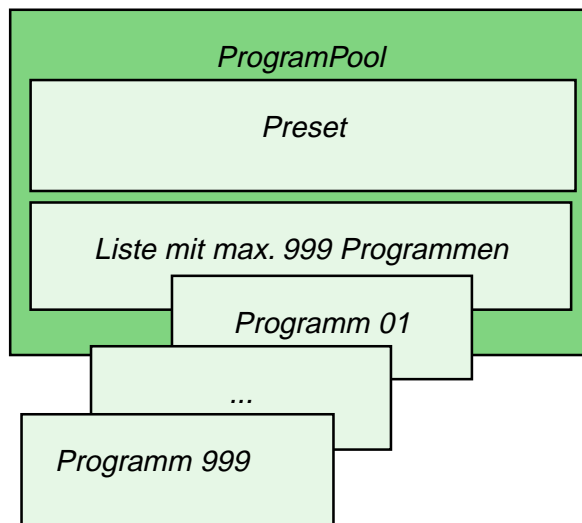 ProgramPool
Preset
Liste mit max. 999 Programmen
Programm 01
...
Programm 999